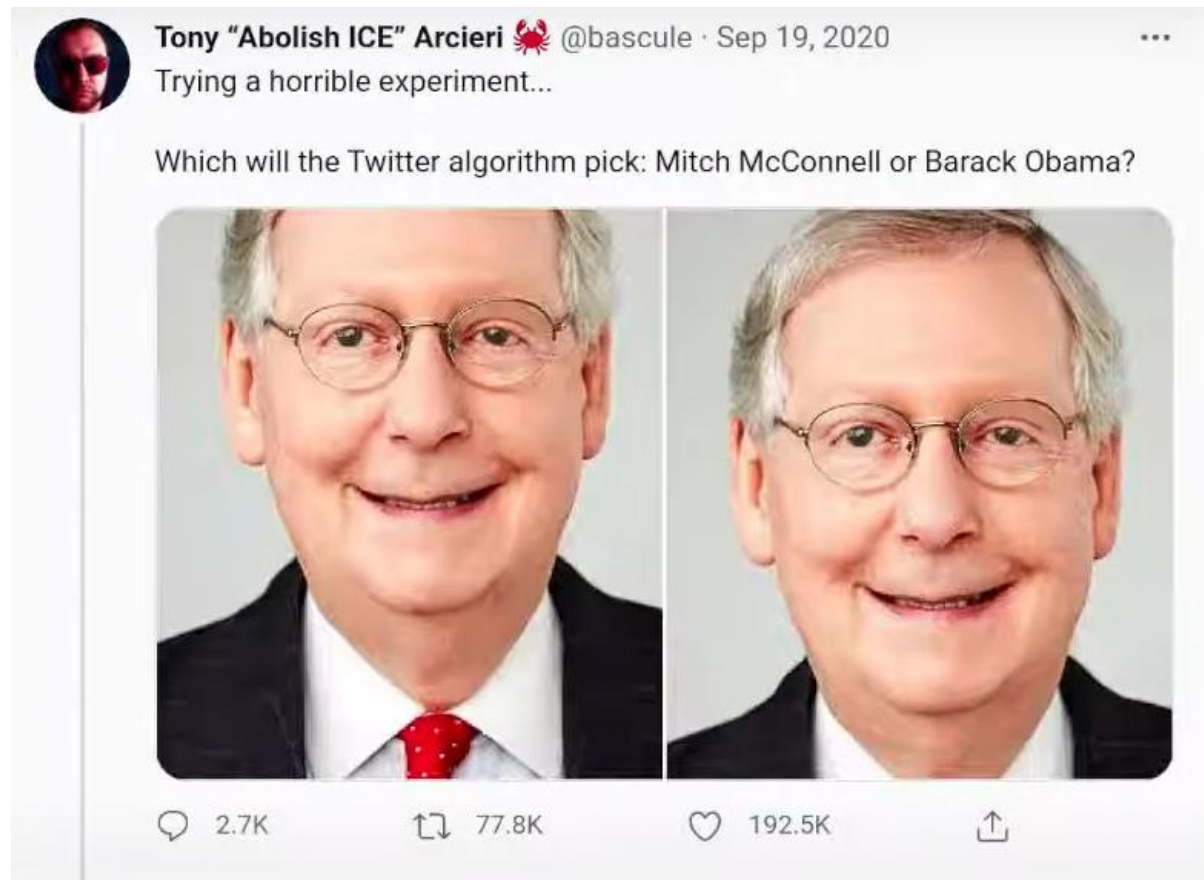 Tony “Abolish ICE” Arcieri 🦀 @bascule · Sep 19, 2020
Trying a horrible experiment...
Which will the Twitter algorithm pick: Mitch McConnell or Barack Obama?
2.7K 77.8K 192.5K